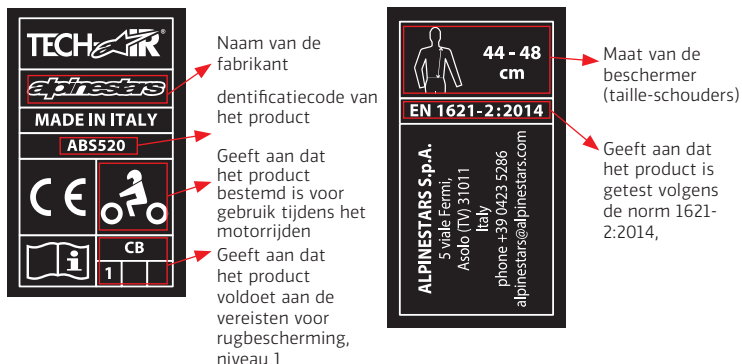 TECH-AIR®
alpinestars
MADE IN ITALY
ABS520
CE
i
CB
1
Naam van de
fabrikant
dentificatiecode van
het product
Geeft aan dat
het product
bestemd is voor
gebruik tijdens het
motorrijden
Geeft aan dat
het product
voldoet aan de
vereisten voor
rugbescherming,
niveau 1
44 - 48
cm
EN 1621-2:2014
ALPINESTARS S.p.A.
5 viale Fermi,
Asolo (TV) 31011
Italy
phone +39 0423 5286
alpinestars@alpinestars.com
Maat van de
beschermer
(taille-schouders)
Geeft aan dat
het product is
getest volgens
de norm 1621-
2:2014,